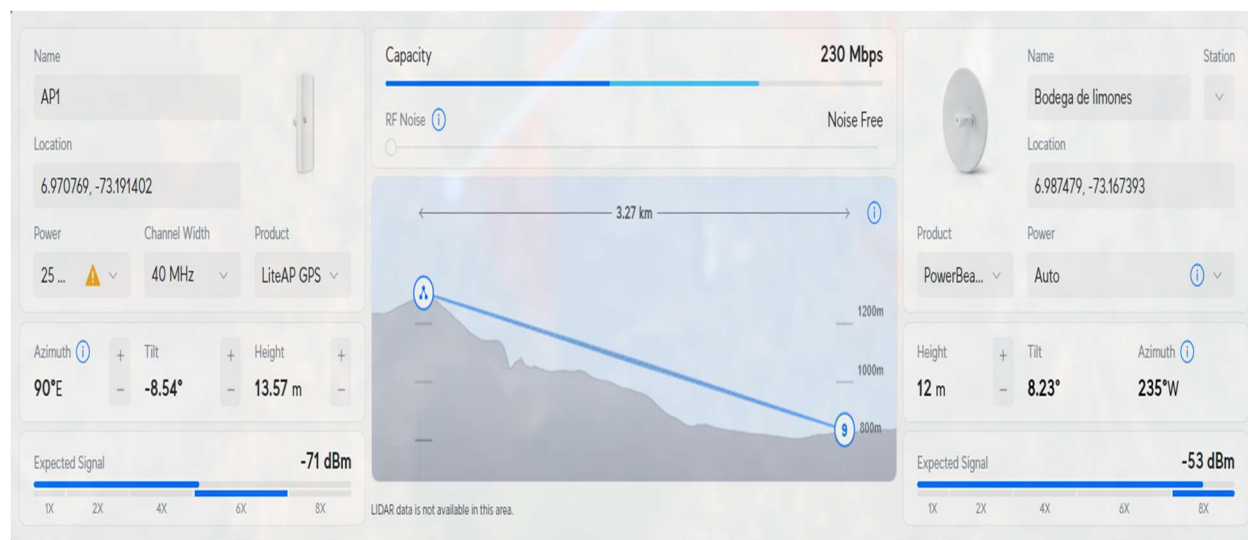 Name
AP1
Location
6.970769, -73.191402
Power Channel Width Product
25 ... 40 MHz LiteAP GPS
Azimuth Tilt Height
90°E -8.54° 13.57 m
Expected Signal -71 dBm
1X 2X 4X 6X 8X
Capacity 230 Mbps
RF Noise Noise Free
3.27 km
1200m
1000m
800m
9
LIDAR data is not available in this area.
Name Station
Bodega de limones
Location
6.987479, -73.167393
Product Power
PowerBea... Auto
Height Tilt Azimuth
12 m 8.23° 235°W
Expected Signal -53 dBm
1X 2X 4X 6X 8X